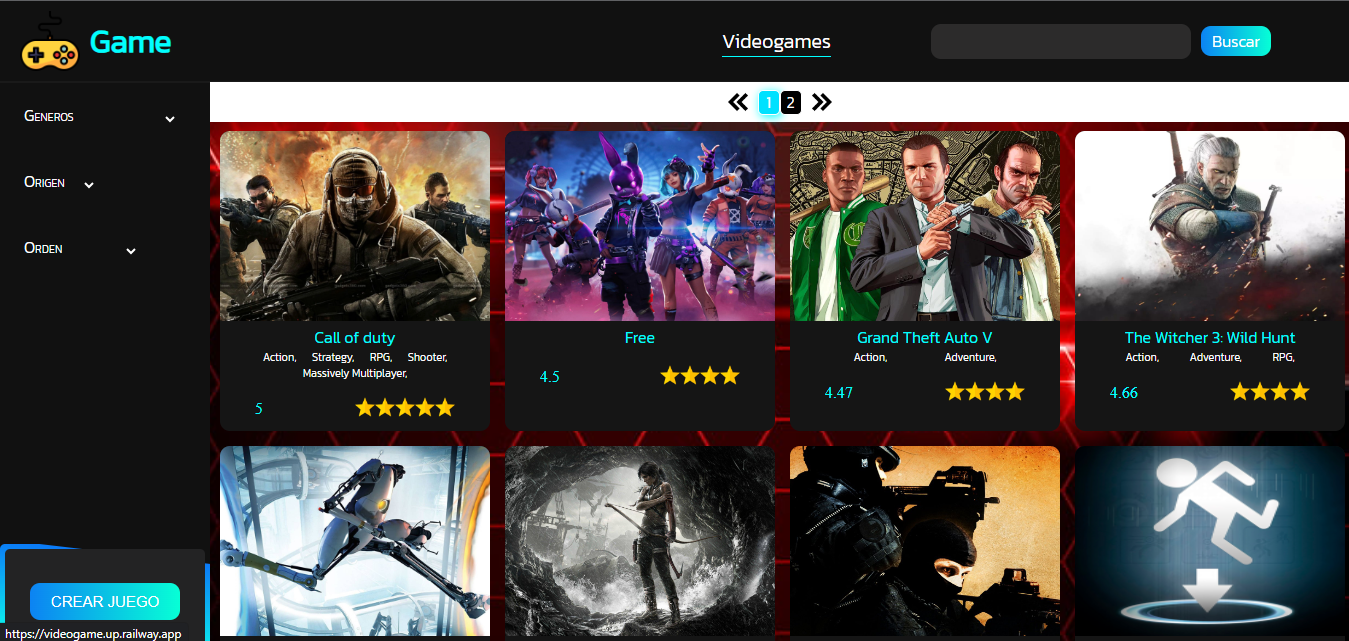 Game
Videogames
Buscar
Generos
Origen
Orden
1 2
Call of duty
Action, Strategy, RPG, Shooter,
Massively Multiplayer,
5
Free
4.5
Grand Theft Auto V
Action, Adventure,
4.47
The Witcher 3: Wild Hunt
Action, Adventure, RPG,
4.66
CREAR JUEGO
https://videogame.up.railway.app